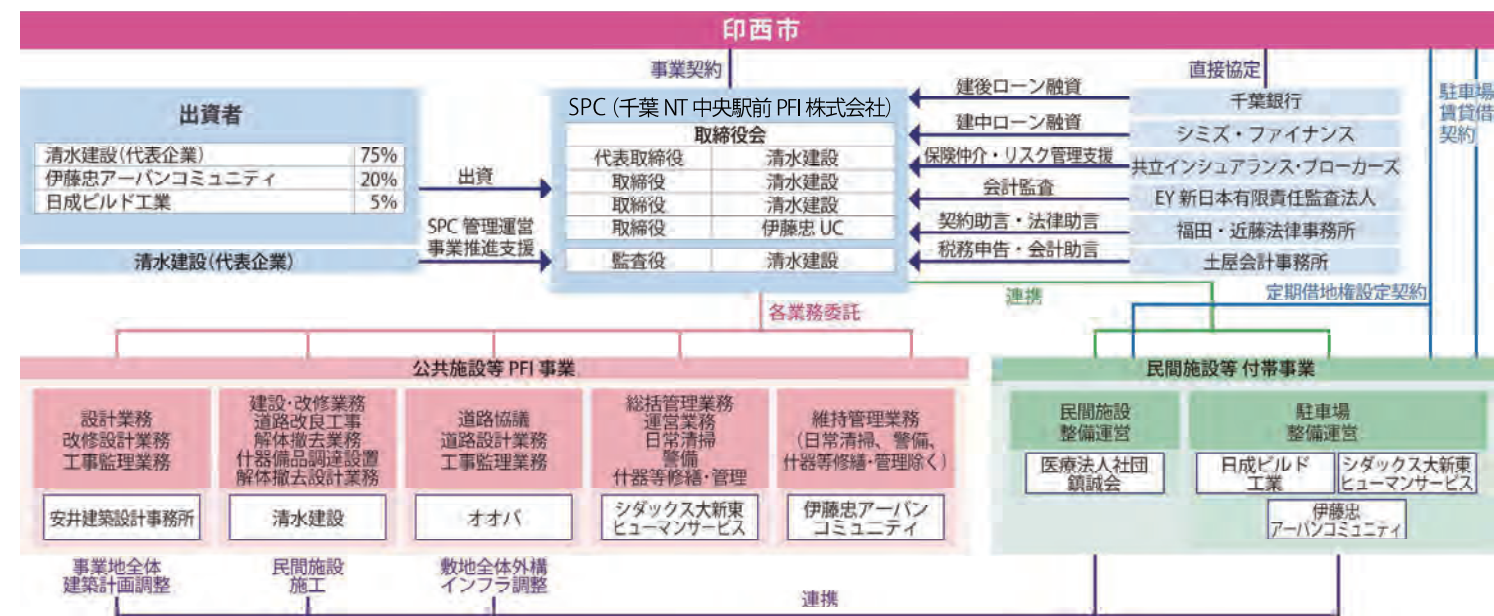 印西市
事業契約
直接協定
駐車場
賃貸借
契約
出資者
清水建設(代表企業) 75%
伊藤忠アーバンコミュニティ 20%
日成ビルド工業 5%
清水建設(代表企業)
出資
SPC 管理運営
事業推進支援
SPC(千葉 NT 中央駅前 PFI 株式会社)
取締役会
代表取締役 清水建設
取締役 清水建設
取締役 清水建設
取締役 伊藤忠 UC
監査役 清水建設
建後ローン融資
千葉銀行
建中ローン融資
シミズ・ファイナンス
保険仲介・リスク管理支援
共立インシュアランス・ブローカーズ
会計監査
EY 新日本有限責任監査法人
契約助言・法律助言
福田・近藤法律事務所
税務申告・会計助言
土屋会計事務所
連携
定期借地権設定契約
各業務委託
公共施設等 PFI 事業
設計業務
改修設計業務
工事監理業務
安井建築設計事務所
建設・改修業務
道路改良工事
解体撤去業務
什器備品調達設置
解体撤去設計業務
清水建設
道路協議
道路設計業務
工事監理業務
オオバ
総括管理業務
運営業務
日常清掃
警備
什器等修繕・管理
シダックス大新東
ヒューマンサービス
維持管理業務
(日常清掃、警備、
什器等修繕・管理除く)
伊藤忠アーバン
コミュニティ
民間施設等 付帯事業
民間施設
整備運営
医療法人社団
鎮誠会
駐車場
整備運営
日成ビルド
工業
シダックス大新東
ヒューマンサービス
伊藤忠
アーバンコミュニティ
事業地全体
建築計画調整
民間施設
施工
敷地全体外構
インフラ調整
連携